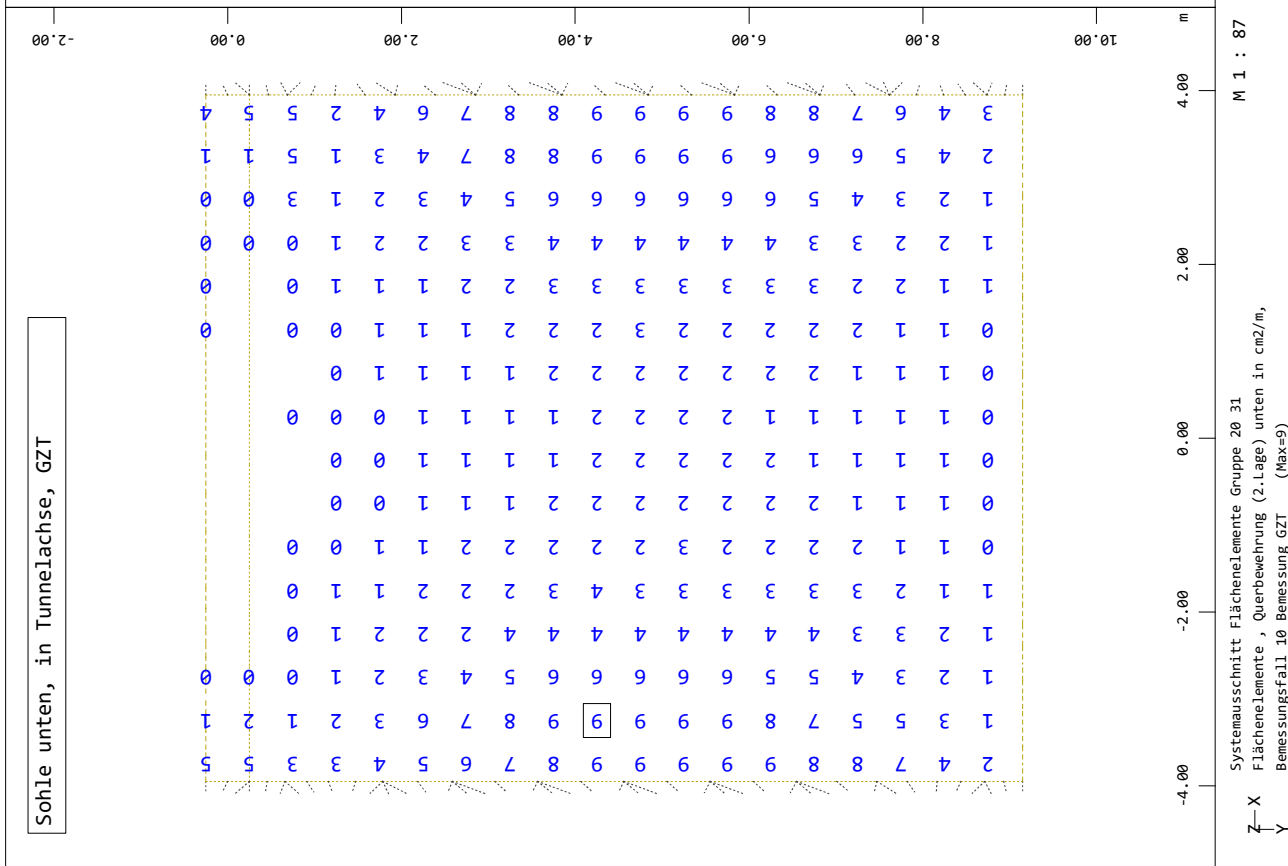 -2.00
0.00
2.00
4.00
6.00
8.00
10.00
m
4 5 5 2 4 6 7 8 8 9 9 9 9 8 8 7 6 4 3
1 1 5 1 3 4 7 8 8 9 9 9 9 6 6 6 5 4 2
0 0 3 1 2 3 4 5 6 6 6 6 6 6 5 4 3 2 1
0 0 0 1 2 2 3 3 4 4 4 4 4 4 3 3 2 2 1
0 0 1 1 1 2 2 3 3 3 3 3 3 3 2 2 1 1
0 0 0 1 1 1 2 2 2 3 2 2 2 2 2 1 1 0
0 1 1 1 1 2 2 2 2 2 2 2 1 1 1 0
0 0 0 1 1 1 1 2 2 2 1 1 1 1 1 1 0
0 0 1 1 1 1 2 2 2 2 2 1 1 1 1 0
0 0 1 1 1 2 2 2 2 2 2 2 1 1 1 0
0 0 1 1 2 2 2 2 2 3 2 2 2 2 1 1 0
0 1 1 2 2 2 3 4 3 3 3 3 3 3 2 1 1
0 1 2 2 2 4 4 4 4 4 4 4 4 3 3 2 1
0 0 0 1 2 3 4 5 6 6 6 6 6 5 5 4 3 2 1
1 2 1 2 3 6 7 8 9 9 9 9 9 8 7 5 5 3 1
5 5 3 3 4 5 6 7 8 9 9 9 9 9 8 8 7 4 2
Sohle unten, in Tunnelachse, GZT
4.00
2.00
0.00
-2.00
-4.00
M 1 : 87
Z X
Y
Systemausschnitt Flächenelemente Gruppe 20 31
Flächenelemente , Querbewehrung (2.Lage) unten in cm2/m,
Bemessungsfall 10 Bemessung GZT (Max=9)